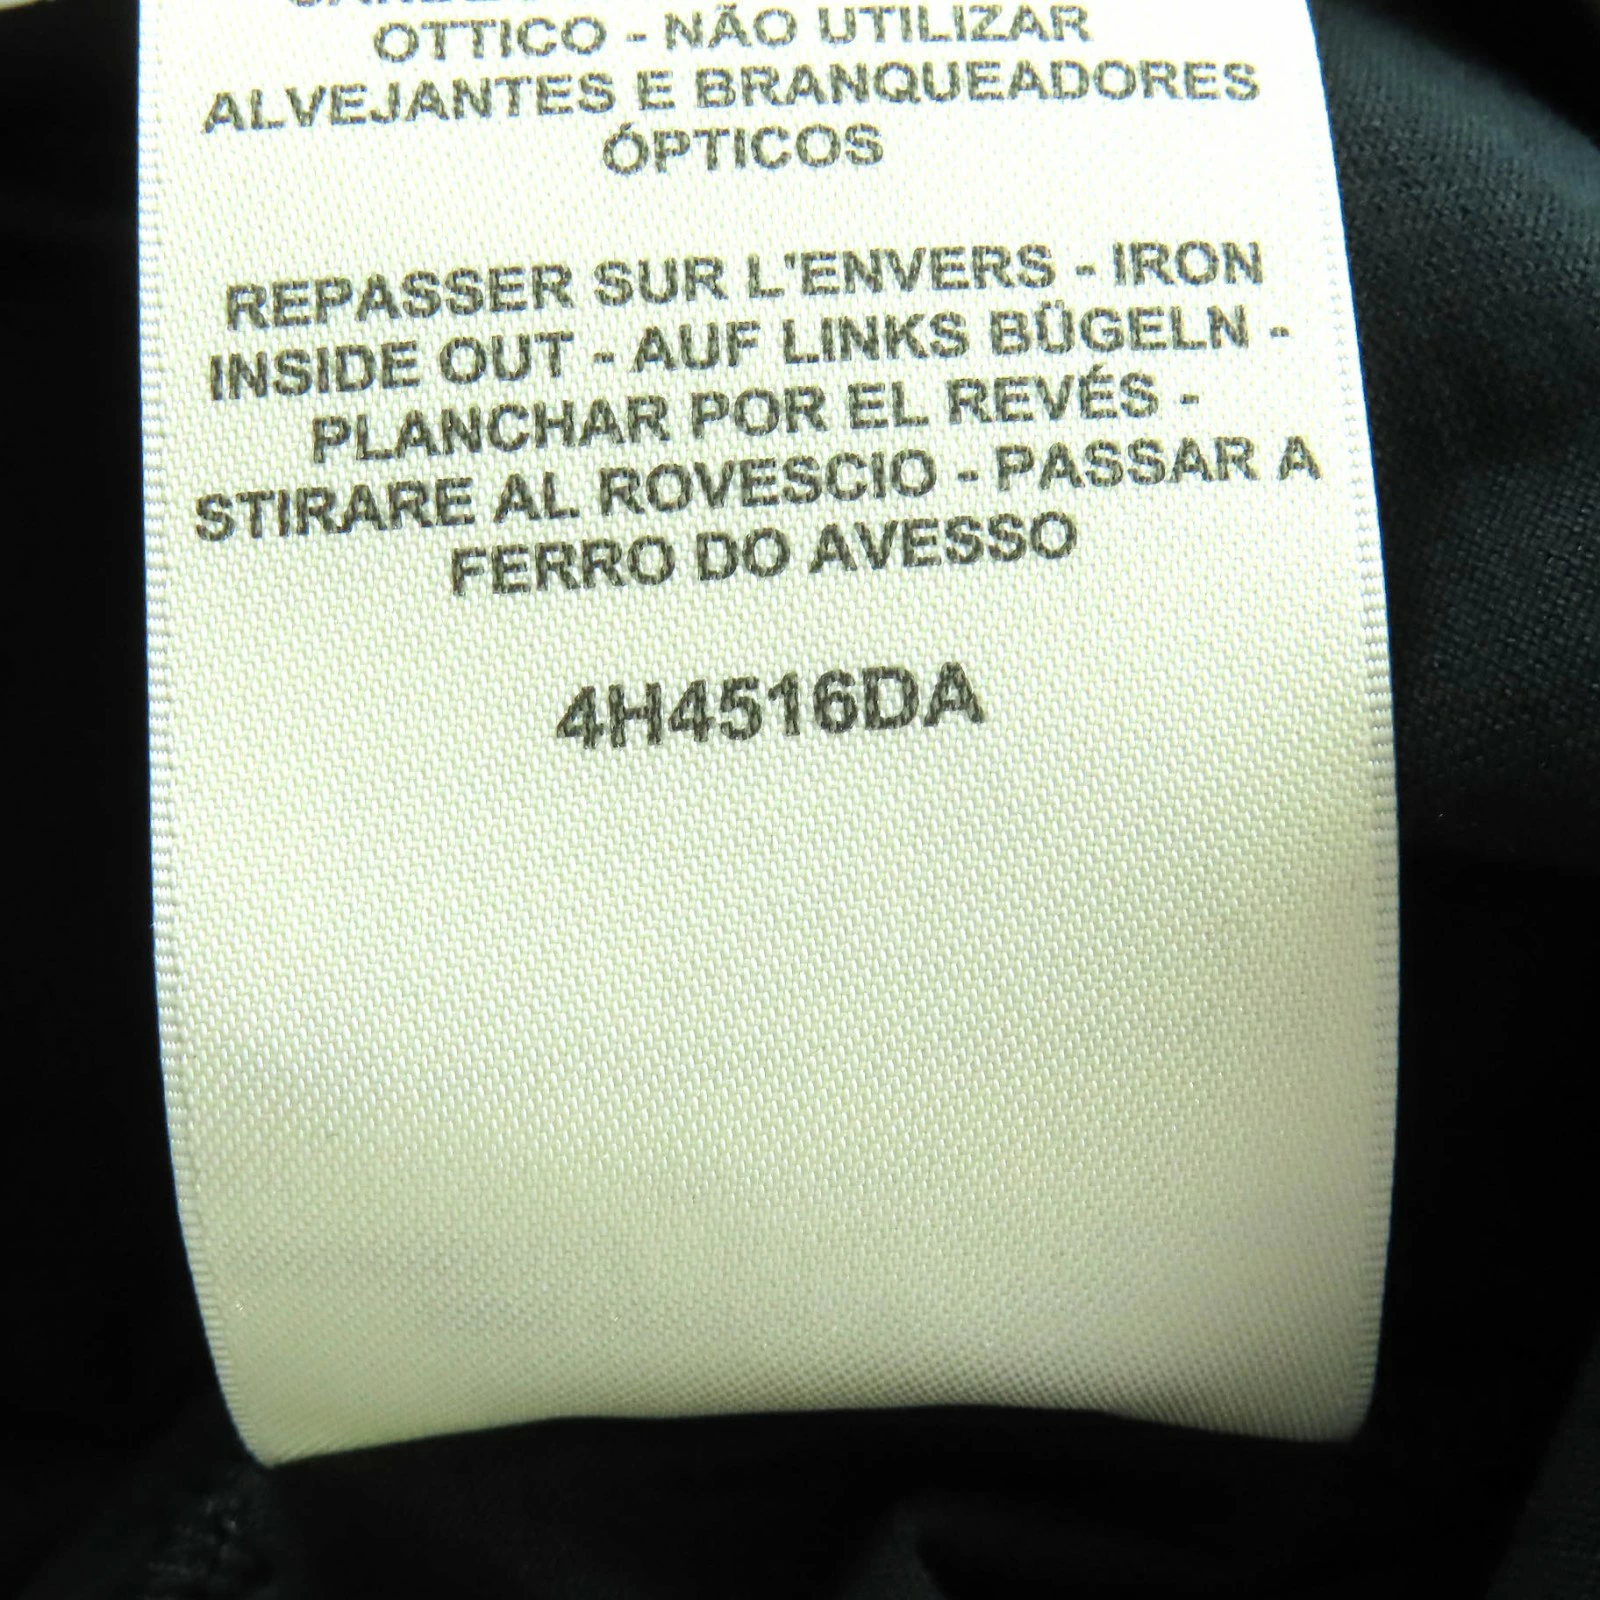 OTTICO - NÃO UTILIZAR
ALVEJANTES E BRANQUEADORES
ÓPTICOS
REPASSER SUR L'ENVERS - IRON
INSIDE OUT - AUF LINKS BÜGELN -
PLANCHAR POR EL REVÉS -
STIRARE AL ROVESCIO - PASSAR A
FERRO DO AVESSO
4H4516DA